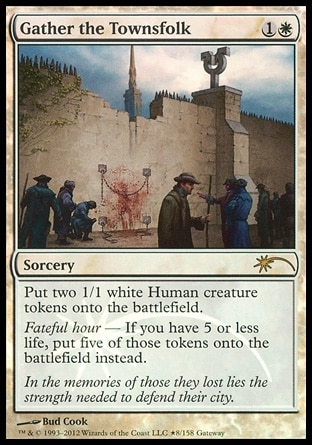 Gather the Townsfolk 1
Sorcery
Put two 1/1 white Human creature
tokens onto the battlefield.
Fateful hour — If you have 5 or less
life, put five of those tokens onto the
battlefield instead.
In the memories of those they lost lies the
strength needed to defend their city.
Bud Cook
™ & © 1993–2012 Wizards of the Coast LLC ★8/158 Gateway